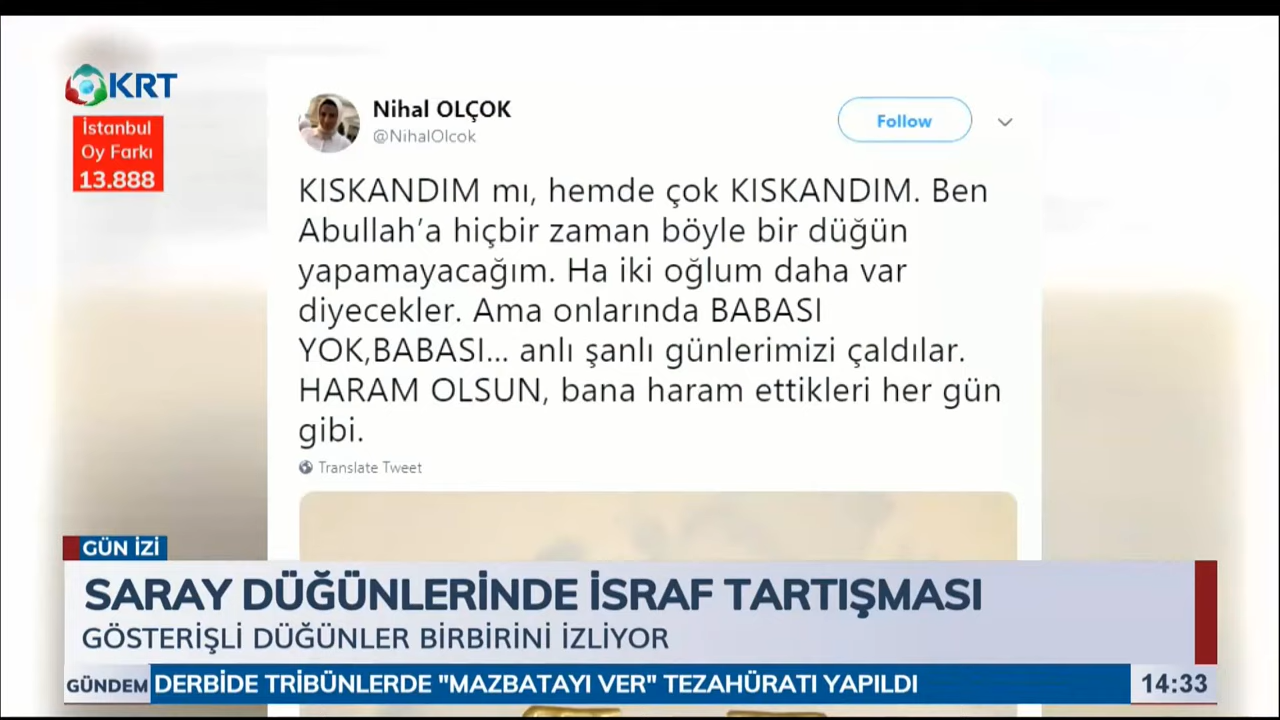 KRT
İstanbul
Oy Farkı
13.888
Nihal OLÇOK
@NihalOlcok
Follow
KISKANDIM mı, hemde çok KISKANDIM. Ben
Abullah’a hiçbir zaman böyle bir düğün
yapamayacağım. Ha iki oğlum daha var
diyecekler. Ama onlarında BABASI
YOK,BABASI... anlı şanlı günlerimizi çaldılar.
HARAM OLSUN, bana haram ettikleri her gün
gibi.
Translate Tweet
GÜN İZİ
SARAY DÜĞÜNLERİNDE İSRAF TARTIŞMASI
GÖSTERİŞLİ DÜĞÜNLER BİRBİRİNİ İZLİYOR
GÜNDEM DERBİDE TRİBÜNLERDE "MAZBATAYI VER" TEZAHÜRATI YAPILDI 14:33